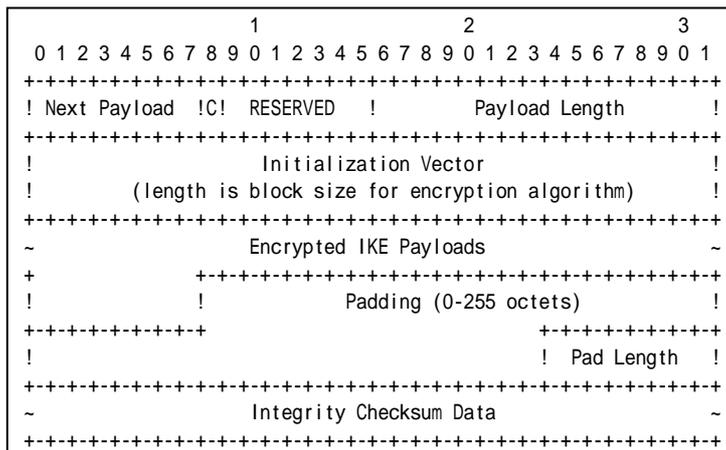 1                   2                   3
 0 1 2 3 4 5 6 7 8 9 0 1 2 3 4 5 6 7 8 9 0 1 2 3 4 5 6 7 8 9 0 1
+-+-+-+-+-+-+-+-+-+-+-+-+-+-+-+-+-+-+-+-+-+-+-+-+-+-+-+-+-+-+-+-+
! Next Payload  !C!  RESERVED   !         Payload Length        !
+-+-+-+-+-+-+-+-+-+-+-+-+-+-+-+-+-+-+-+-+-+-+-+-+-+-+-+-+-+-+-+-+
!                     Initialization Vector                     !
!         (length is block size for encryption algorithm)       !
+-+-+-+-+-+-+-+-+-+-+-+-+-+-+-+-+-+-+-+-+-+-+-+-+-+-+-+-+-+-+-+-+
~                    Encrypted IKE Payloads                     ~
+               +-+-+-+-+-+-+-+-+-+-+-+-+-+-+-+-+-+-+-+-+-+-+-+-+
!               !             Padding (0-255 octets)            !
+-+-+-+-+-+-+-+-+                               +-+-+-+-+-+-+-+-+
!                                               !  Pad Length   !
+-+-+-+-+-+-+-+-+-+-+-+-+-+-+-+-+-+-+-+-+-+-+-+-+-+-+-+-+-+-+-+-+
~                    Integrity Checksum Data                    ~
+-+-+-+-+-+-+-+-+-+-+-+-+-+-+-+-+-+-+-+-+-+-+-+-+-+-+-+-+-+-+-+-+